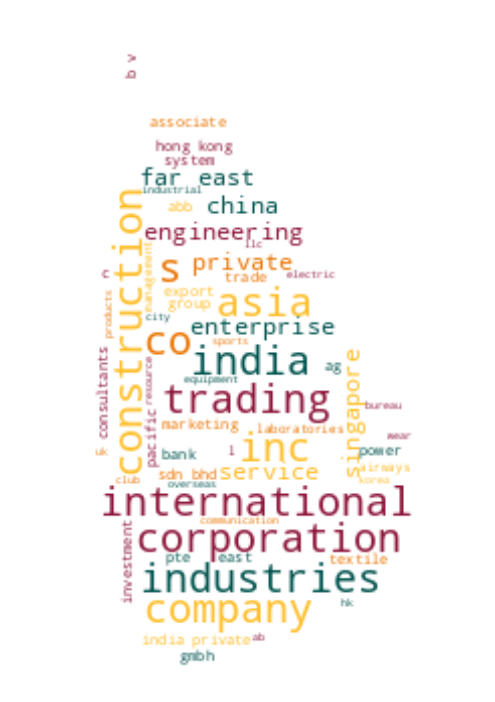 b v
associate
hong kong
system
far east
industrial
abb
china
construction
engineering
llc
management
s
private
c
trade
electric
export
products
group
asia
city
enterprise
co
sports
india
ag
resource
equipment
singapore
consultants
trading
bureau
pacific
marketing
laboratories
wear
uk
bank
l
inc
power
sdn bhd
service
airways
club
overseas
korea
international
communication
investment
corporation
pte
east
textile
industries
company
hk
india private
ab
gmbh